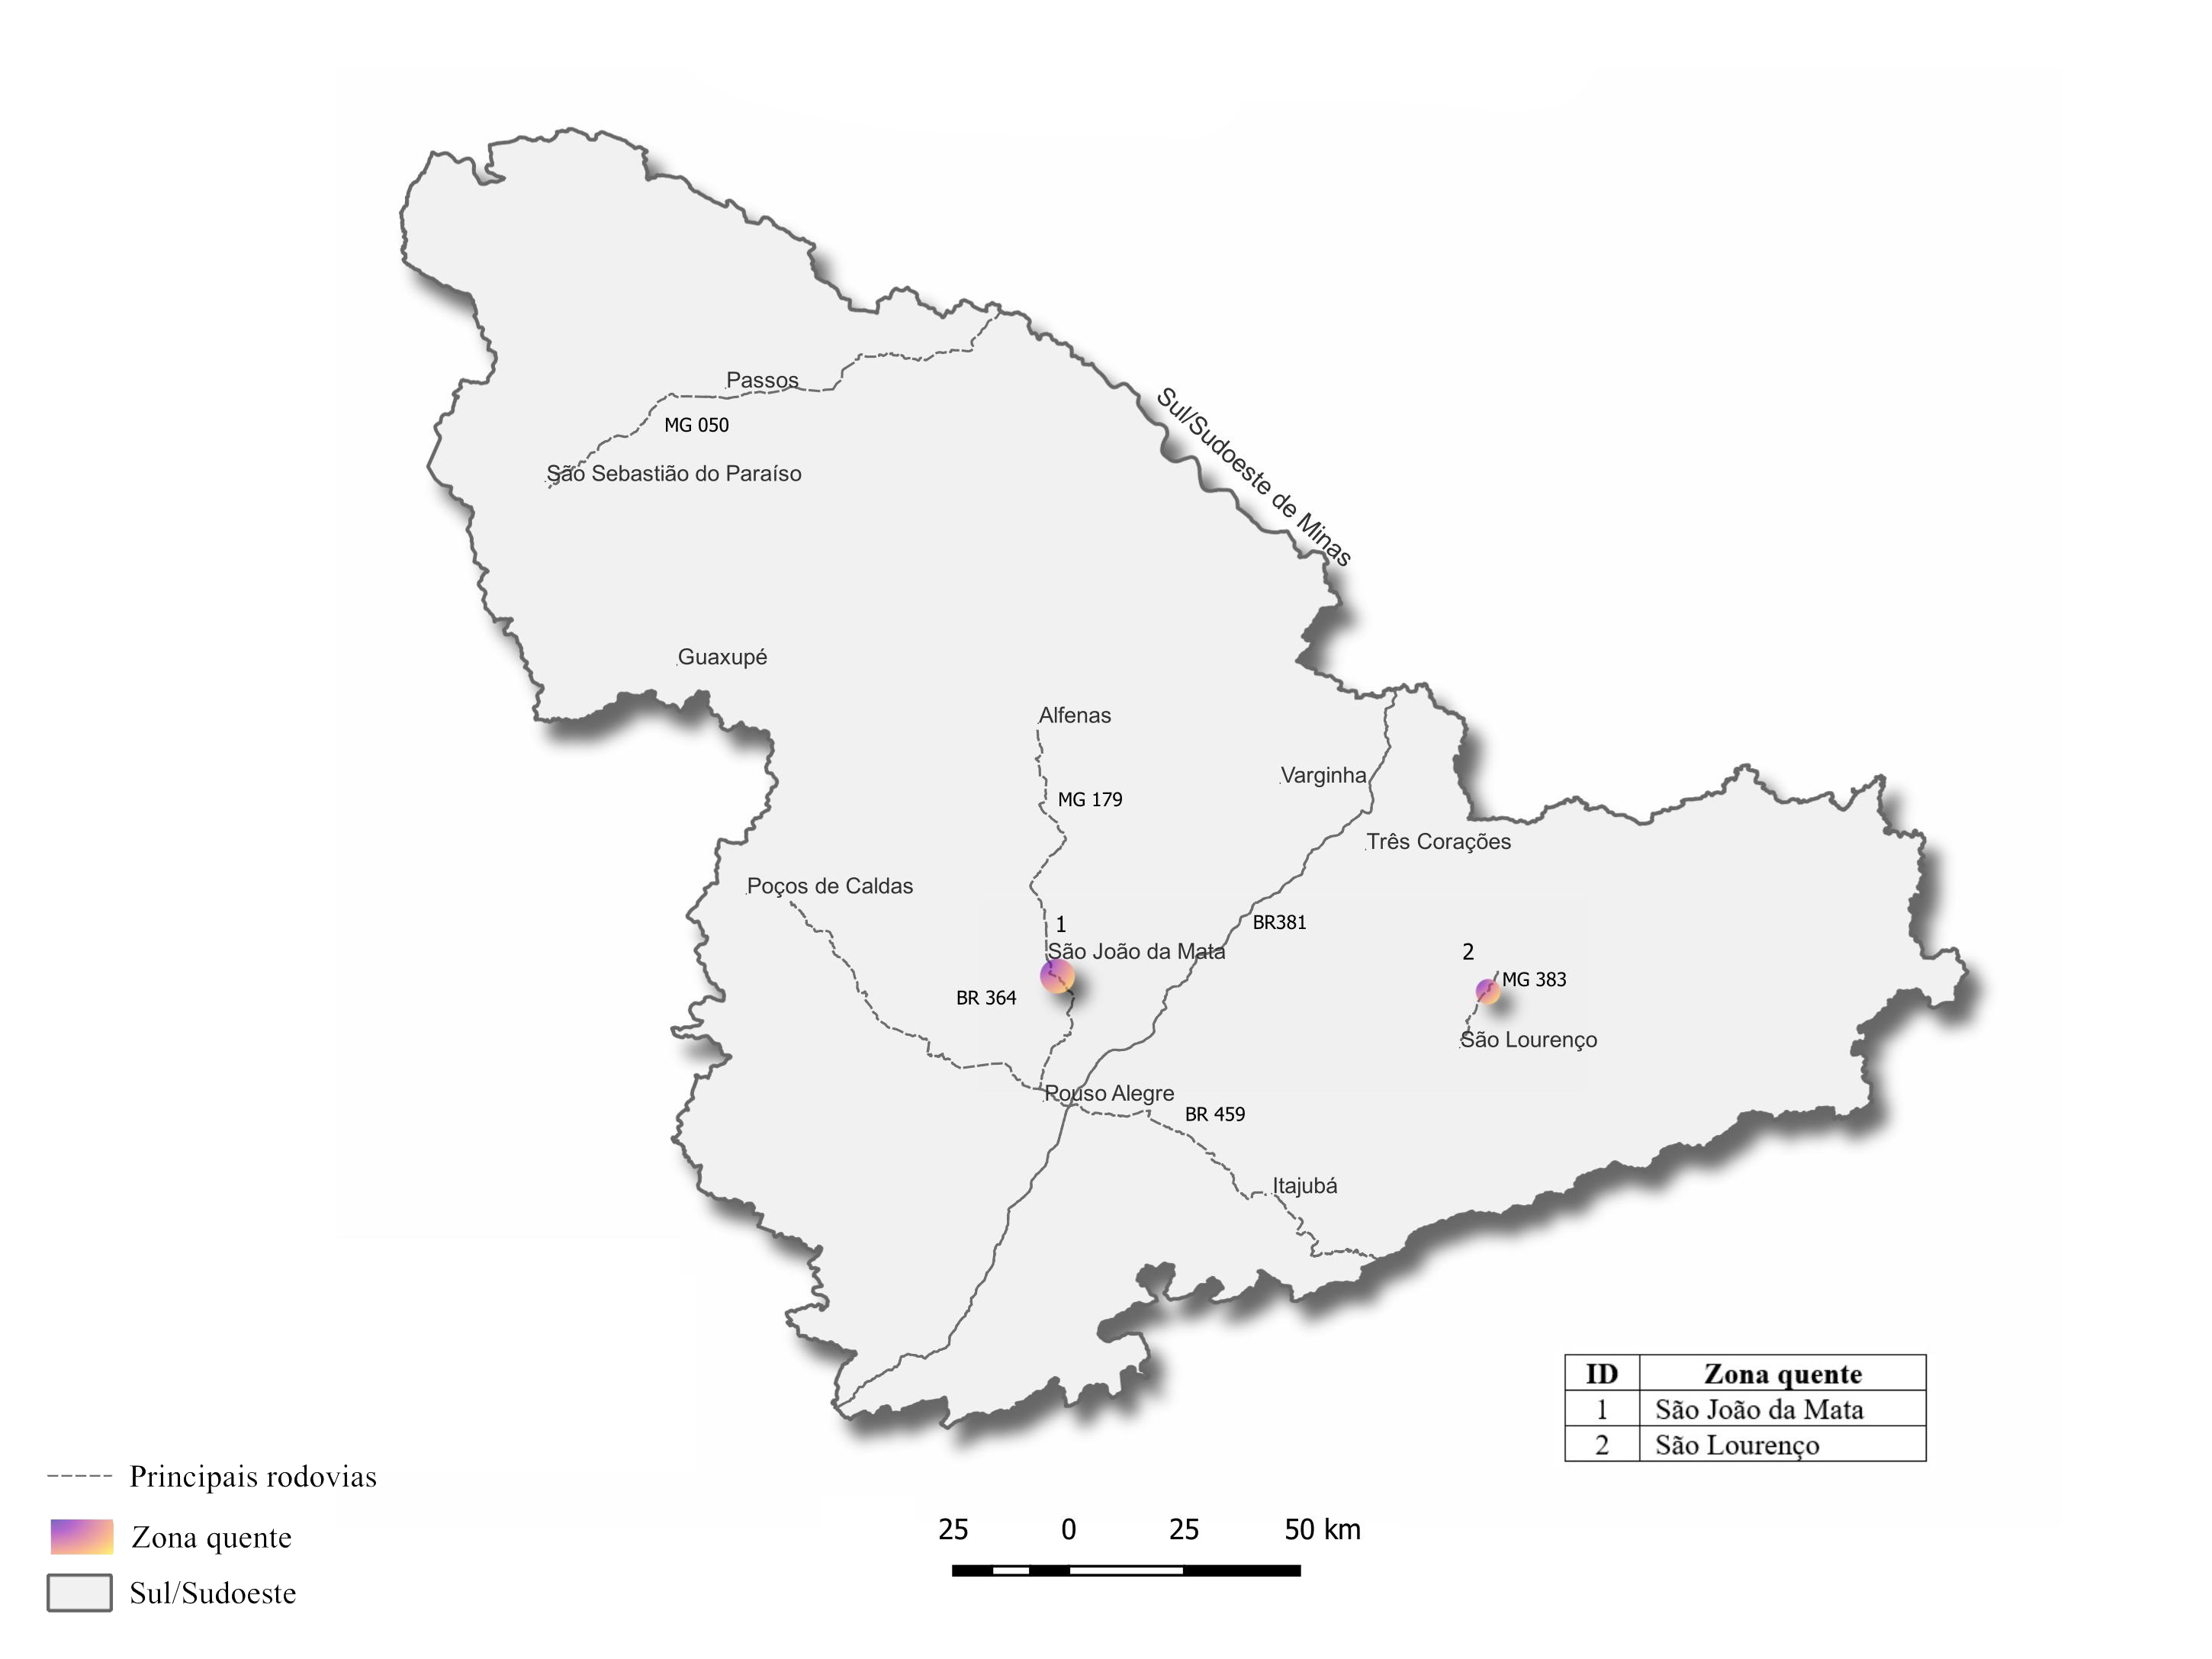 Passos
MG 050
São Sebastião do Paraíso
Sul/Sudoeste de Minas
Guaxupé
Alfenas
Varginha
MG 179
Três Corações
Poços de Caldas
1
BR381
São João da Mata
2
MG 383
BR 364
São Lourenço
Pouso Alegre
BR 459
Itajubá
ID Zona quente
1 São João da Mata
2 São Lourenço
Principais rodovias
Zona quente
Sul/Sudoeste
25 0 25 50 km